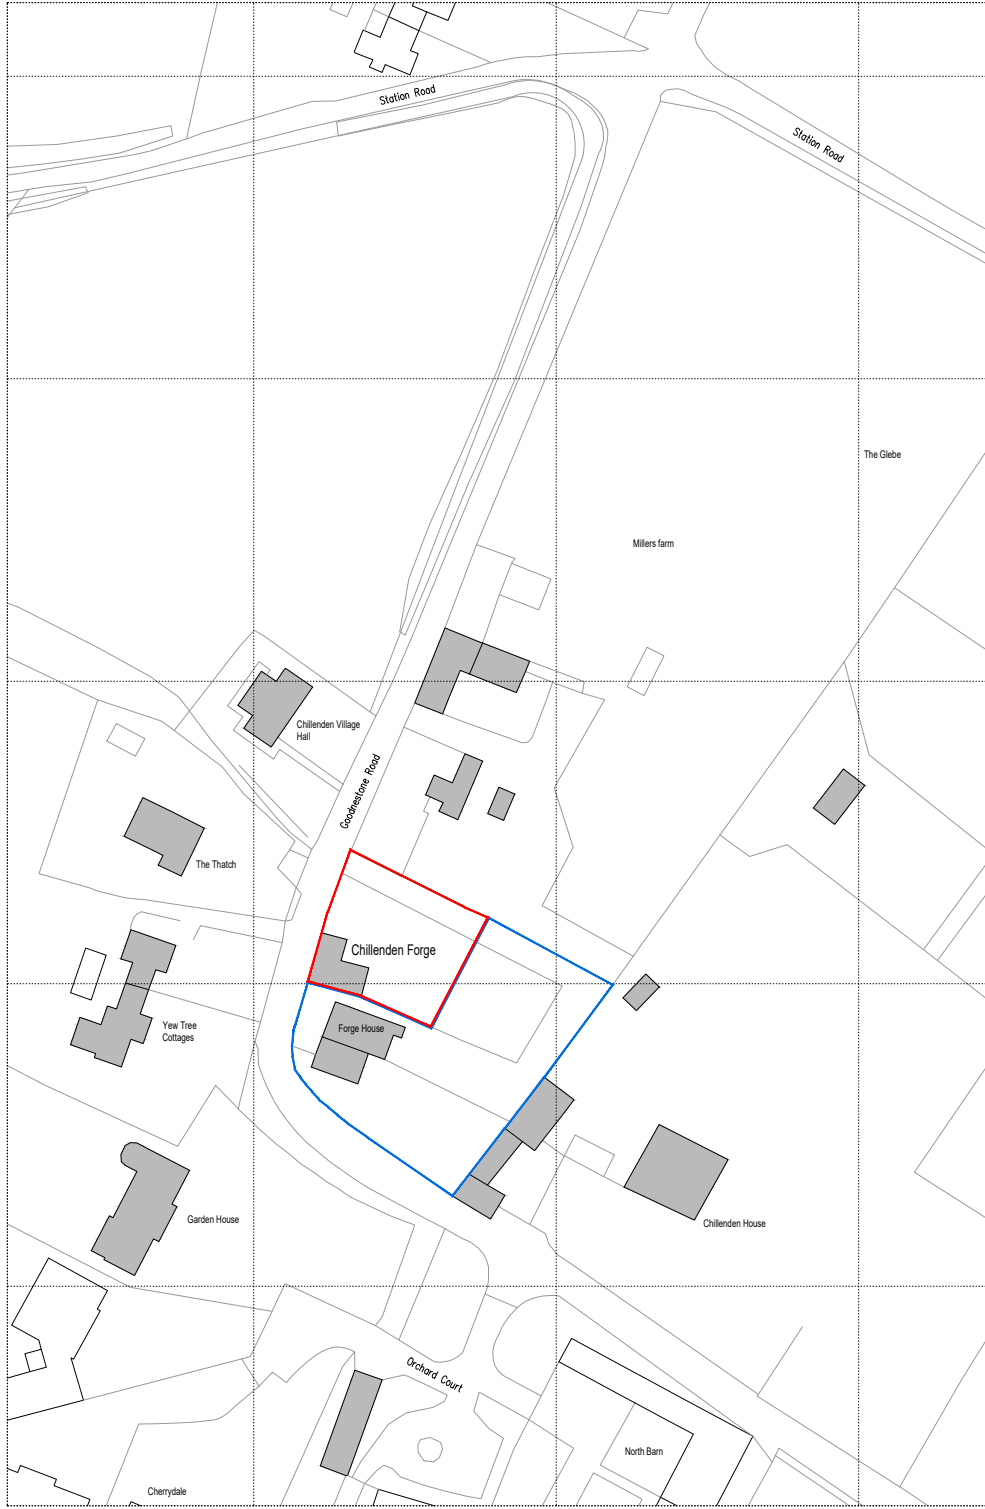 Station Road
Station Road
The Glebe
Millers farm
Chillenden Village
Hall
Goodnestone Road
The Thatch
Chillenden Forge
Forge House
Yew Tree
Cottages
Garden House
Chillenden House
Orchard Court
North Barn
Cherrydale